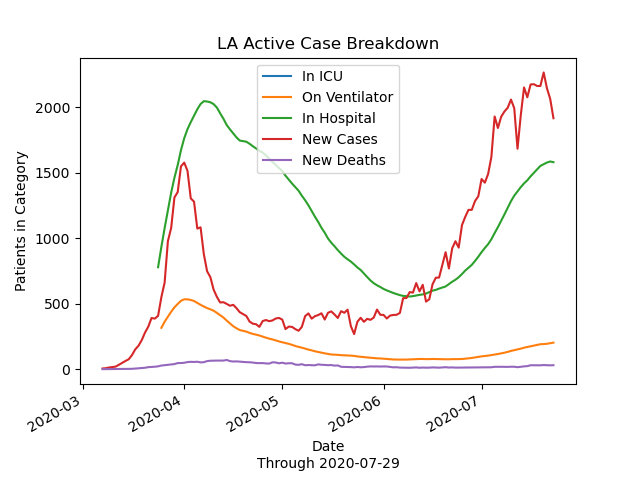 LA Active Case Breakdown
In ICU
On Ventilator
In Hospital
New Cases
New Deaths
Patients in Category
2000
1500
1000
500
0
2020-03
2020-04
2020-05
2020-06
2020-07
Date
Through 2020-07-29